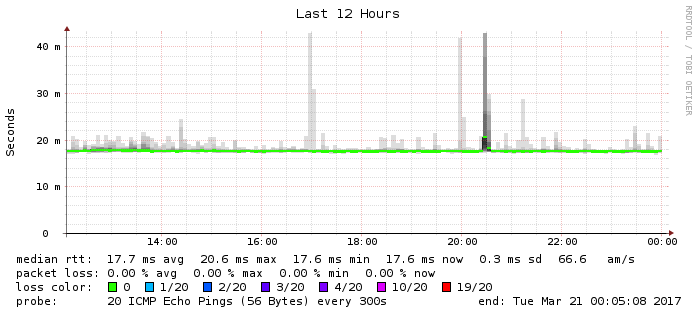 Last 12 Hours
RRDTOOL / TOBI OETIKER
Seconds
40 m
30 m
20 m
10 m
0
14:00 16:00 18:00 20:00 22:00 00:00
median rtt: 17.7 ms avg 20.6 ms max 17.6 ms min 17.6 ms now 0.3 ms sd 66.6 am/s
packet loss: 0.00 % avg 0.00 % max 0.00 % min 0.00 % now
loss color: 0 1/20 2/20 3/20 4/20 10/20 19/20
probe: 20 ICMP Echo Pings (56 Bytes) every 300s end: Tue Mar 21 00:05:08 2017